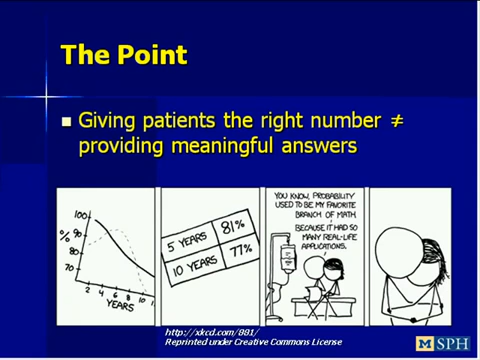 The Point
Giving patients the right number ≠
providing meaningful answers
100
90
%
80
70
2 4 6 8 10
YEARS
5 YEARS 81%
10 YEARS 77%
YOU KNOW, PROBABILITY
USED TO BE MY FAVORITE
BRANCH OF MATH
BECAUSE IT HAD SO
MANY REAL-LIFE
APPLICATIONS.
http://xkcd.com/881/
Reprinted under Creative Commons License
M SPH